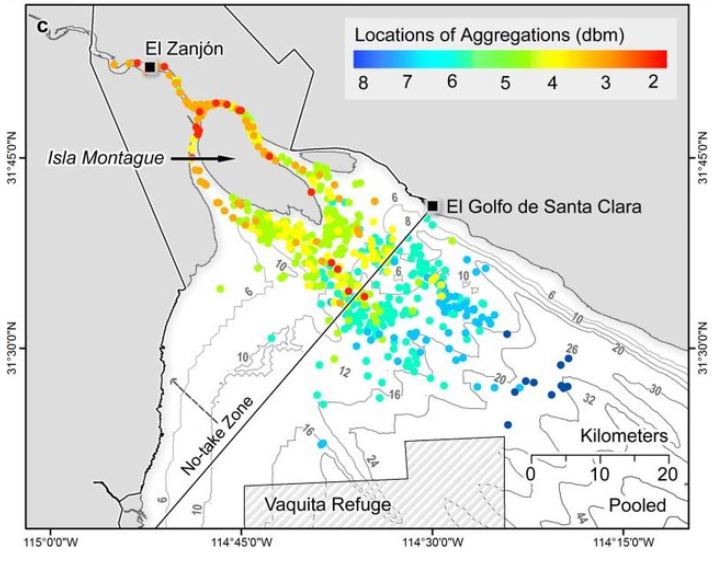 C
El Zanjón
Locations of Aggregations (dbm)
8 7 6 5 4 3 2
Isla Montague
El Golfo de Santa Clara
6
8
10
6
6
10
6
10
20
10
12
16
20
26
30
32
16
24
6
10
44
No-take Zone
Kilometers
0 10 20
Vaquita Refuge
Pooled
31°45'0"N
31°30'0"N
31°45'0"N
31°30'0"N
115°0'0"W 114°45'0"W 114°30'0"W 114°15'0"W